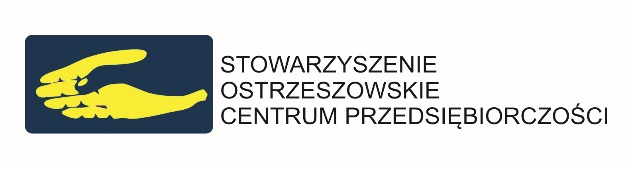 STOWARZYSZENIE
OSTRZESZOWSKIE
CENTRUM PRZEDSIĘBIORCZOŚCI